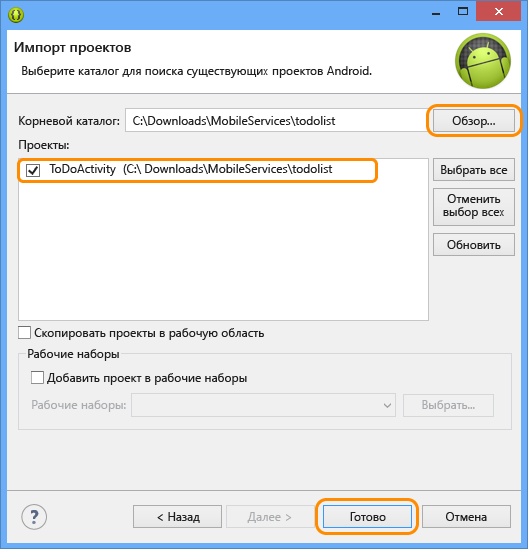 Импорт проектов
Выберите каталог для поиска существующих проектов Android.
Корневой каталог: C:\Downloads\MobileServices\todolist Обзор...
Проекты:
ToDoActivity (C:\ Downloads\MobileServices\todolist
Выбрать все
Отменить
выбор всех
Обновить
Скопировать проекты в рабочую область
Рабочие наборы
Добавить проект в рабочие наборы
Рабочие наборы: Выбрать...
? < Назад Далее > Готово Отмена